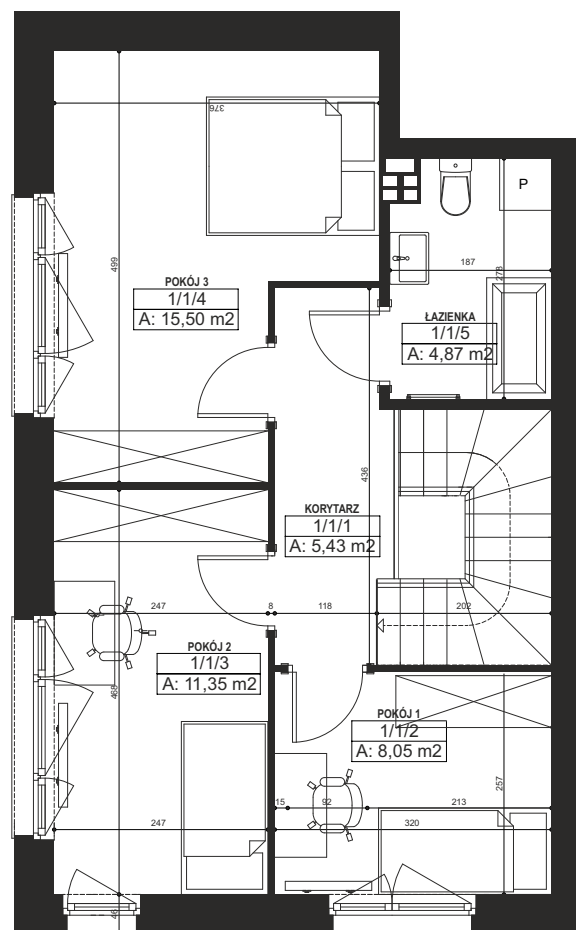 376
P
499
187
278
POKÓJ 3
1/1/4
A: 15,50 m2
ŁAZIENKA
1/1/5
A: 4,87 m2
436
KORYTARZ
1/1/1
A: 5,43 m2
247
8
118
202
POKÓJ 2
1/1/3
A: 11,35 m2
468
POKÓJ 1
1/1/2
A: 8,05 m2
257
15
92
213
247
320